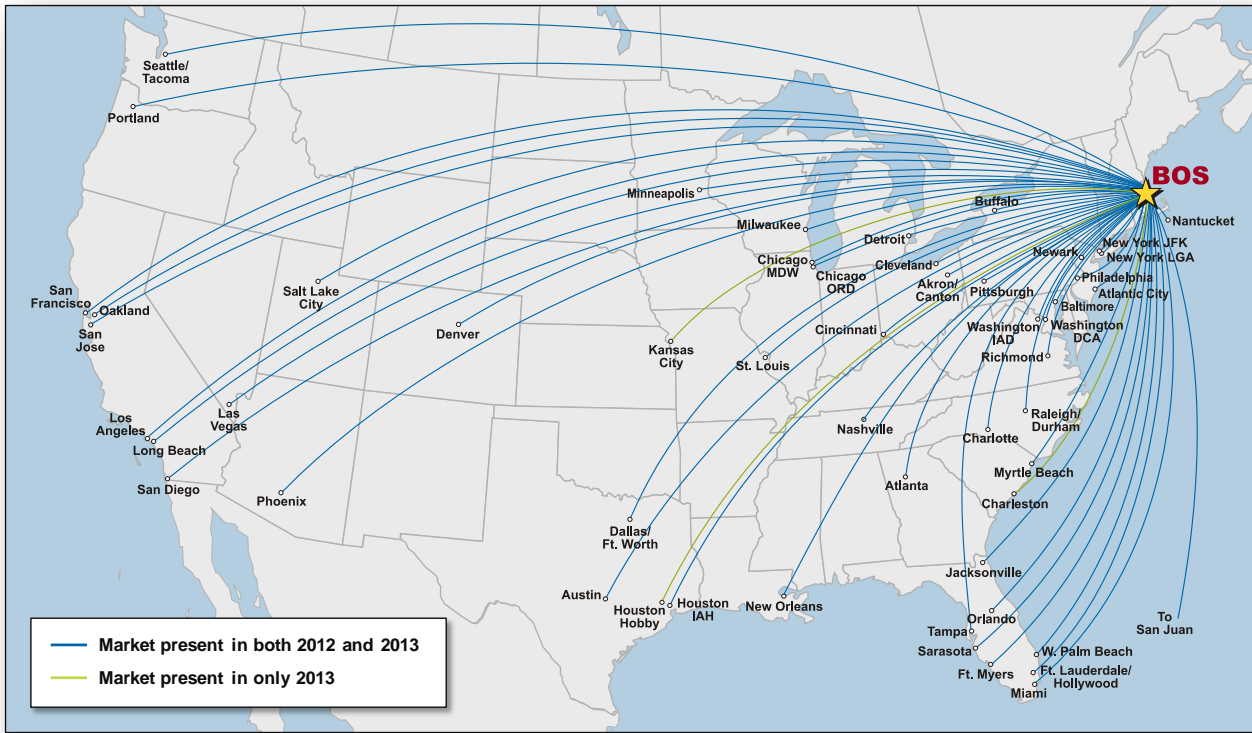 BOS
Seattle/
Tacoma
Portland
Minneapolis
Buffalo
Nantucket
Milwaukee
Detroit
New York JFK
Newark
New York LGA
Chicago
MDW
Cleveland
Chicago
ORD
Akron/
Canton
Pittsburgh
Philadelphia
Atlantic City
Baltimore
San
Francisco
Oakland
San
Jose
Salt Lake
City
Denver
Kansas
City
St. Louis
Cincinnati
Washington
IAD
Washington
DCA
Richmond
Los
Angeles
Long Beach
Las
Vegas
San Diego
Phoenix
Nashville
Raleigh/
Durham
Charlotte
Myrtle Beach
Atlanta
Charleston
Dallas/
Ft. Worth
Jacksonville
Austin
Houston
Hobby
Houston
IAH
New Orleans
Orlando
To
San Juan
Tampa
Sarasota
W. Palm Beach
Ft. Myers
Ft. Lauderdale/
Hollywood
Miami
Market present in both 2012 and 2013
Market present in only 2013